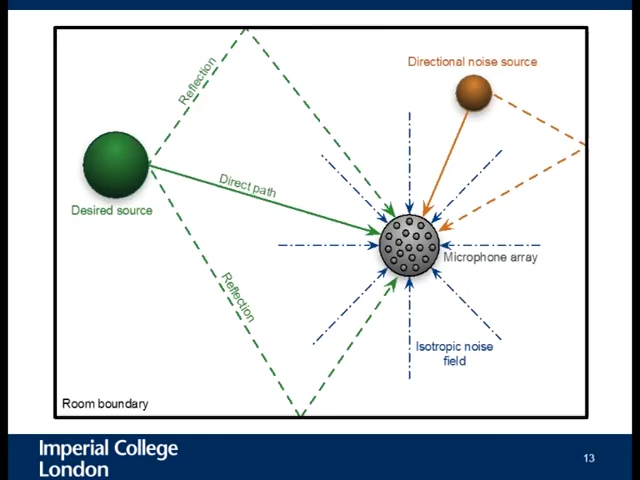 Directional noise source
Reflection
Direct path
Desired source
Microphone array
Reflection
Isotropic noise
field
Room boundary
Imperial College
London
13